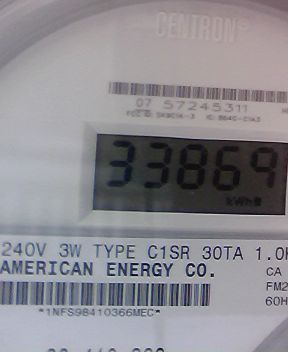 CENTRON®
07 57245311
33869
kWh
240V 3W TYPE C1SR 30TA 1.0
AMERICAN ENERGY CO.
CA
FM2
60H
*1NFS98410366MEC*